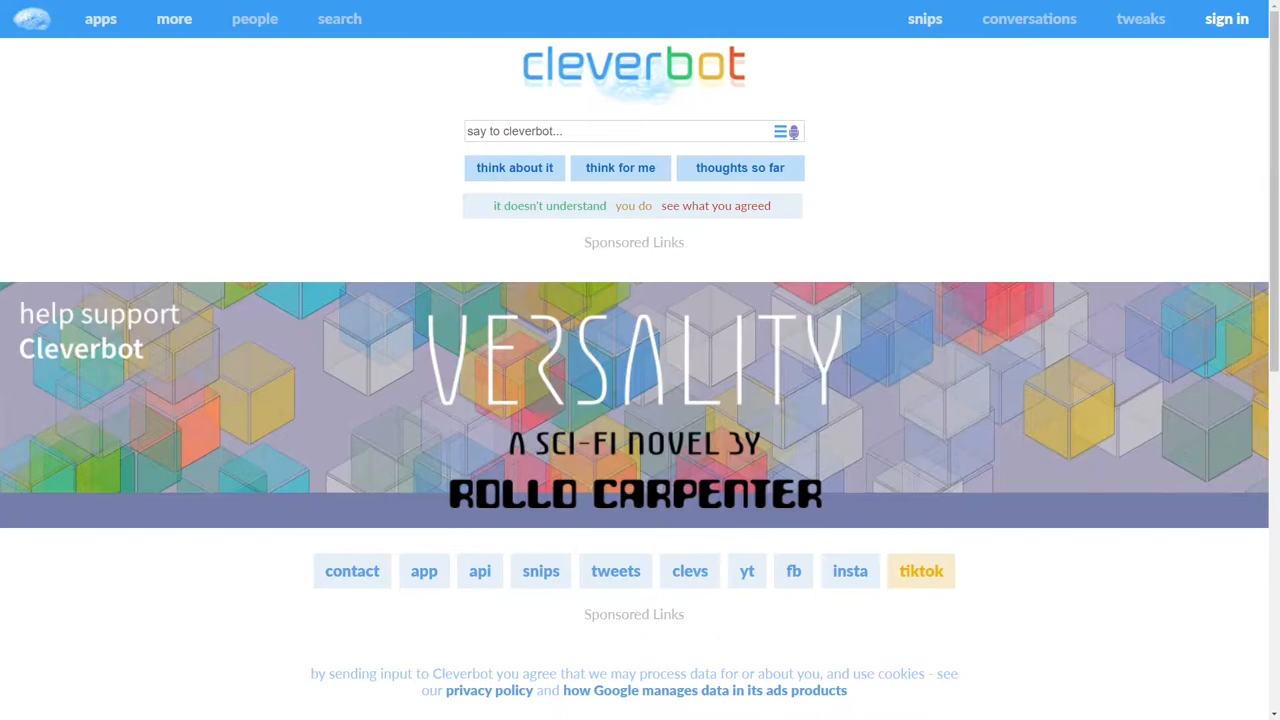 apps more people search snips conversations tweaks sign in
cleverbot
say to cleverbot...
think about it think for me thoughts so far
it doesn't understand you do see what you agreed
Sponsored Links
help support
Cleverbot
VERSALITY
A SCI-FI NOVEL BY
ROLLO CARPENTER
contact app api snips tweets clevs yt fb insta tiktok
Sponsored Links
by sending input to Cleverbot you agree that we may process data for or about you, and use cookies - see
our privacy policy and how Google manages data in its ads products